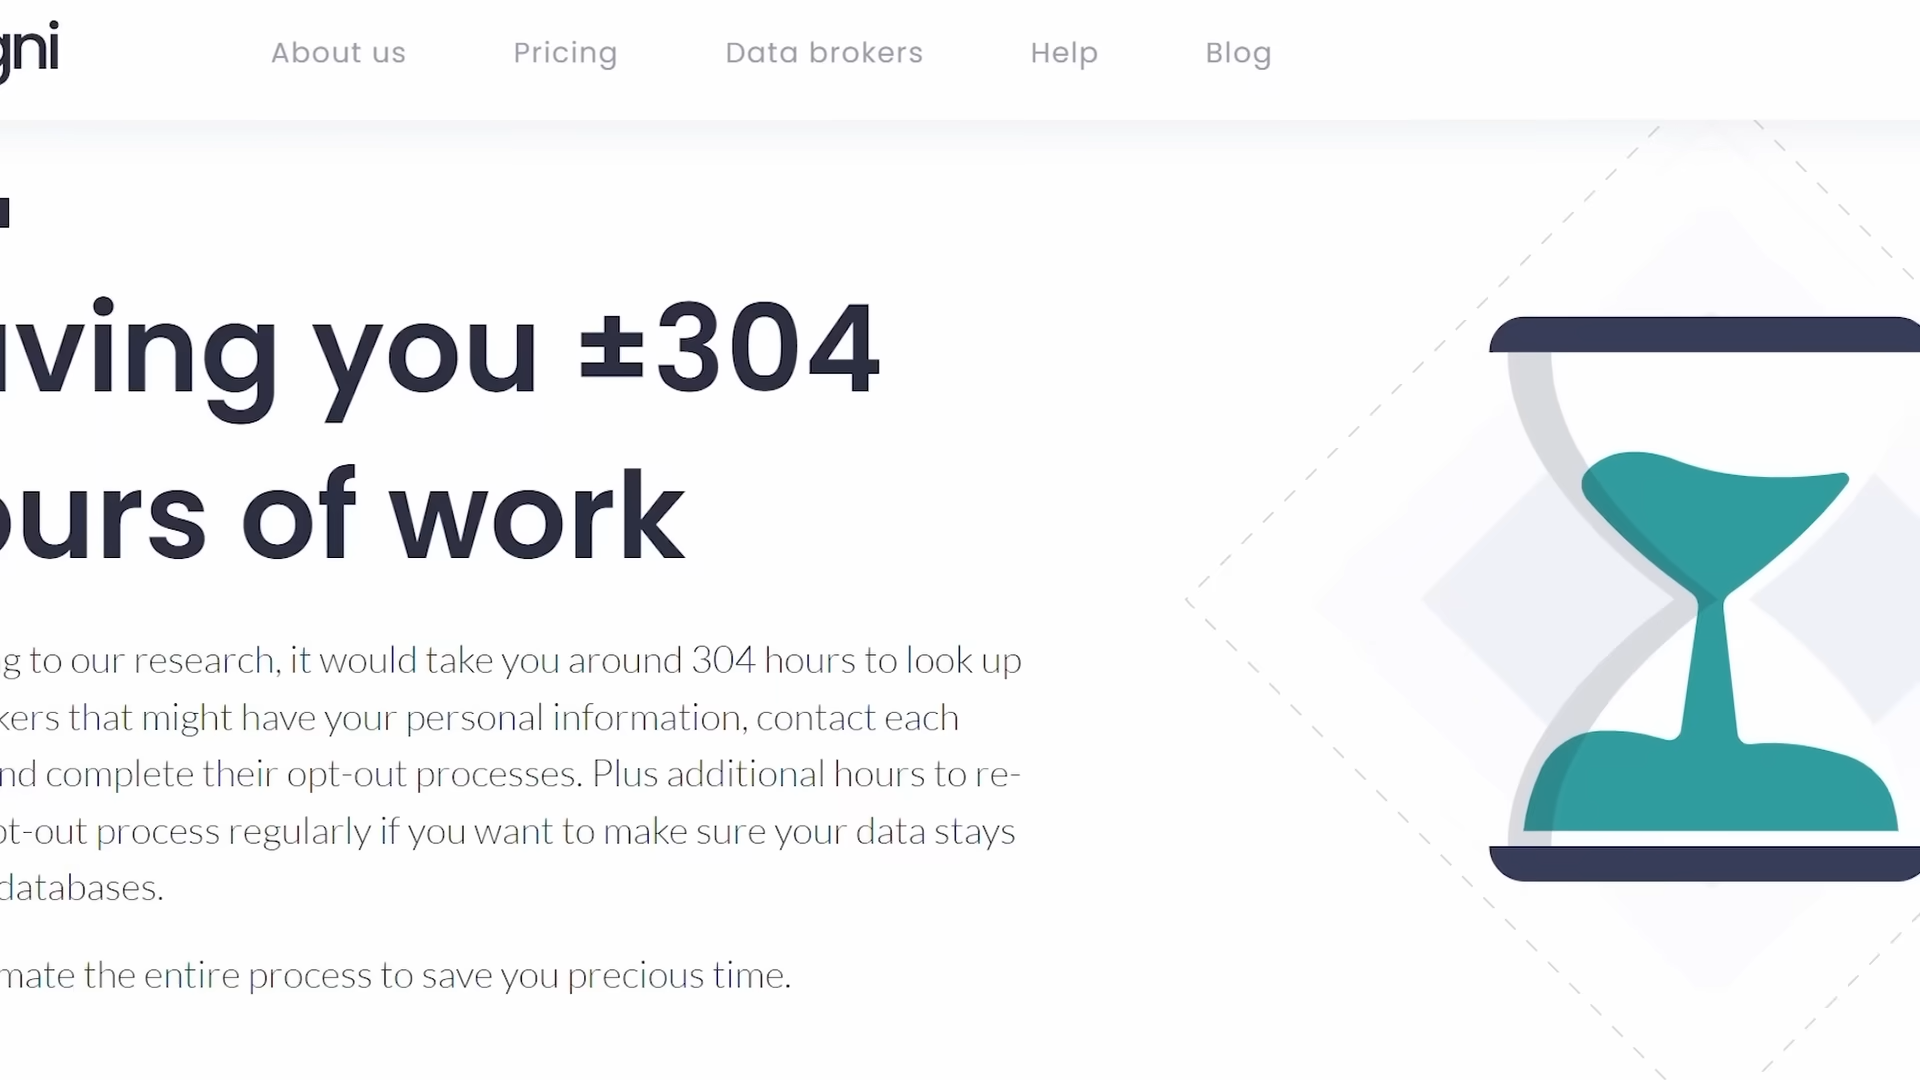 gni About us Pricing Data brokers Help Blog
ving you ±304
ours of work
g to our research, it would take you around 304 hours to look up
kers that might have your personal information, contact each
nd complete their opt-out processes. Plus additional hours to re-
pt-out process regularly if you want to make sure your data stays
databases.
mate the entire process to save you precious time.